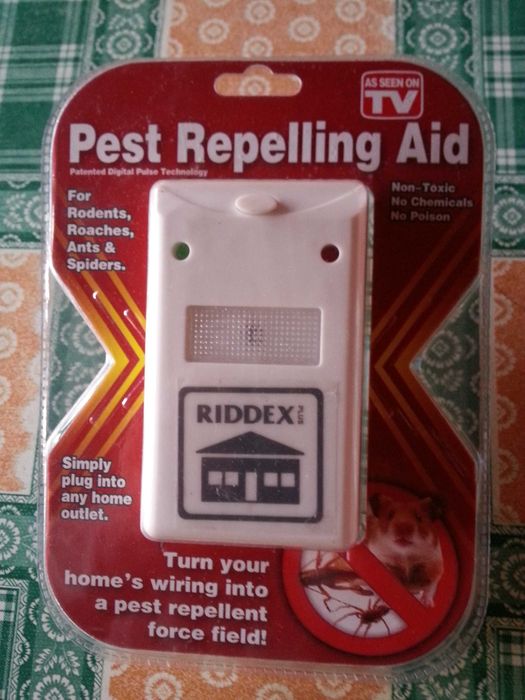 AS SEEN ON
TV
Pest Repelling Aid
Patented Digital Pulse Technology
For
Rodents,
Roaches,
Ants &
Spiders.
Non-Toxic
No Chemicals
No Poison
RIDDEX PLUS
Simply
plug into
any home
outlet.
Turn your
home's wiring into
a pest repellent
force field!